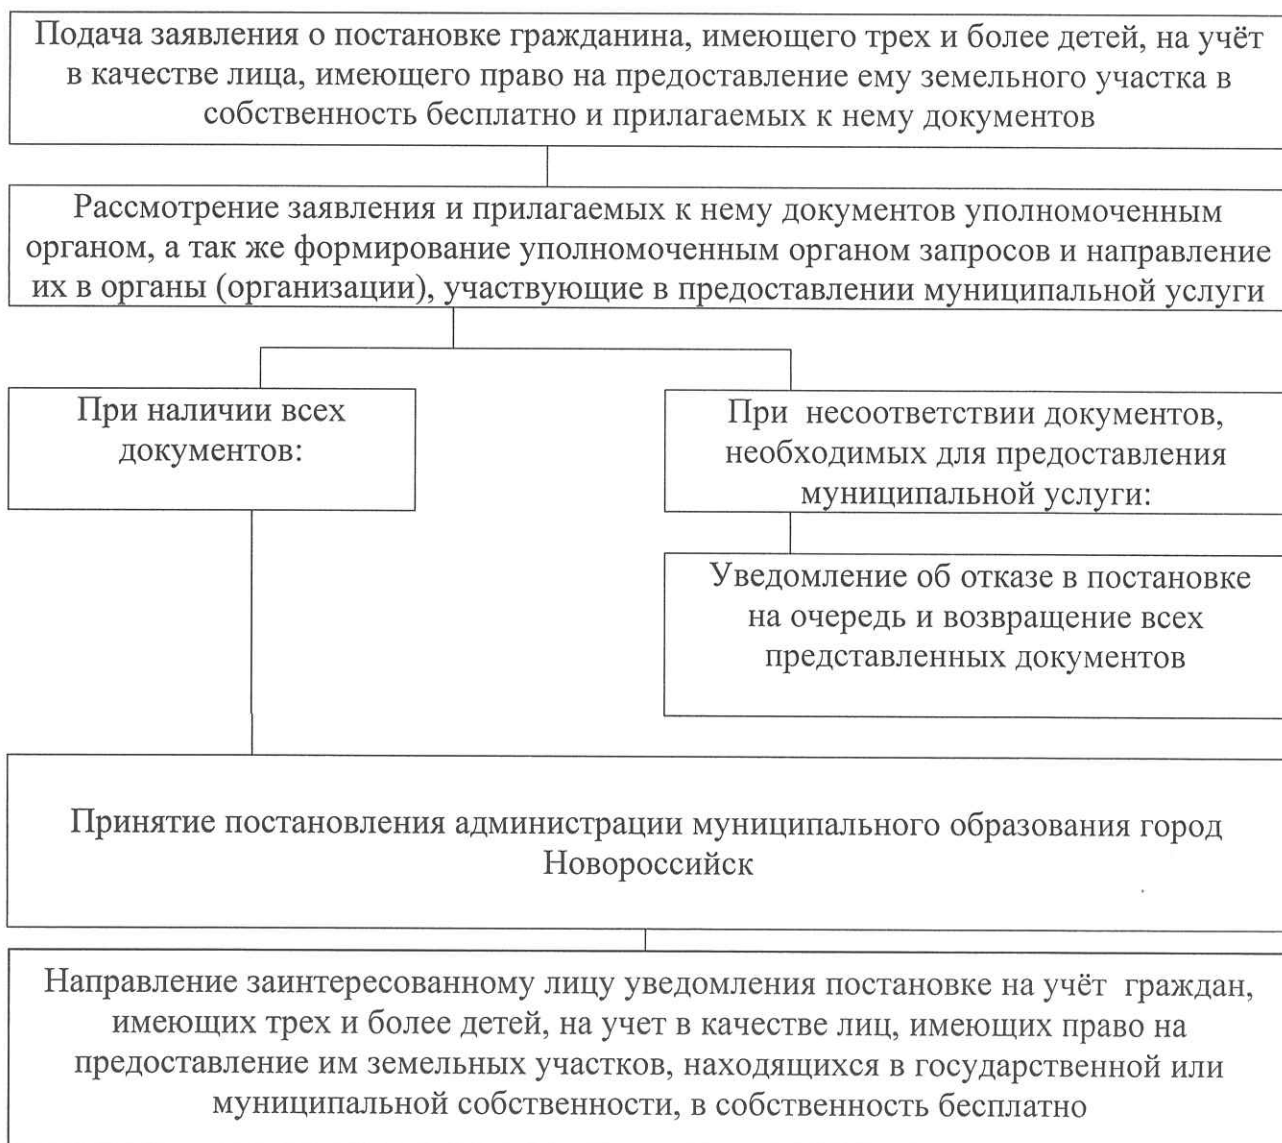 Подача заявления о постановке гражданина, имеющего трех и более детей, на учёт
в качестве лица, имеющего право на предоставление ему земельного участка в
собственность бесплатно и прилагаемых к нему документов
Рассмотрение заявления и прилагаемых к нему документов уполномоченным
органом, а так же формирование уполномоченным органом запросов и направление
их в органы (организации), участвующие в предоставлении муниципальной услуги
При наличии всех
документов:
При несоответствии документов,
необходимых для предоставления
муниципальной услуги:
Уведомление об отказе в постановке
на очередь и возвращение всех
представленных документов
Принятие постановления администрации муниципального образования город
Новороссийск
Направление заинтересованному лицу уведомления постановке на учёт граждан,
имеющих трех и более детей, на учет в качестве лиц, имеющих право на
предоставление им земельных участков, находящихся в государственной или
муниципальной собственности, в собственность бесплатно